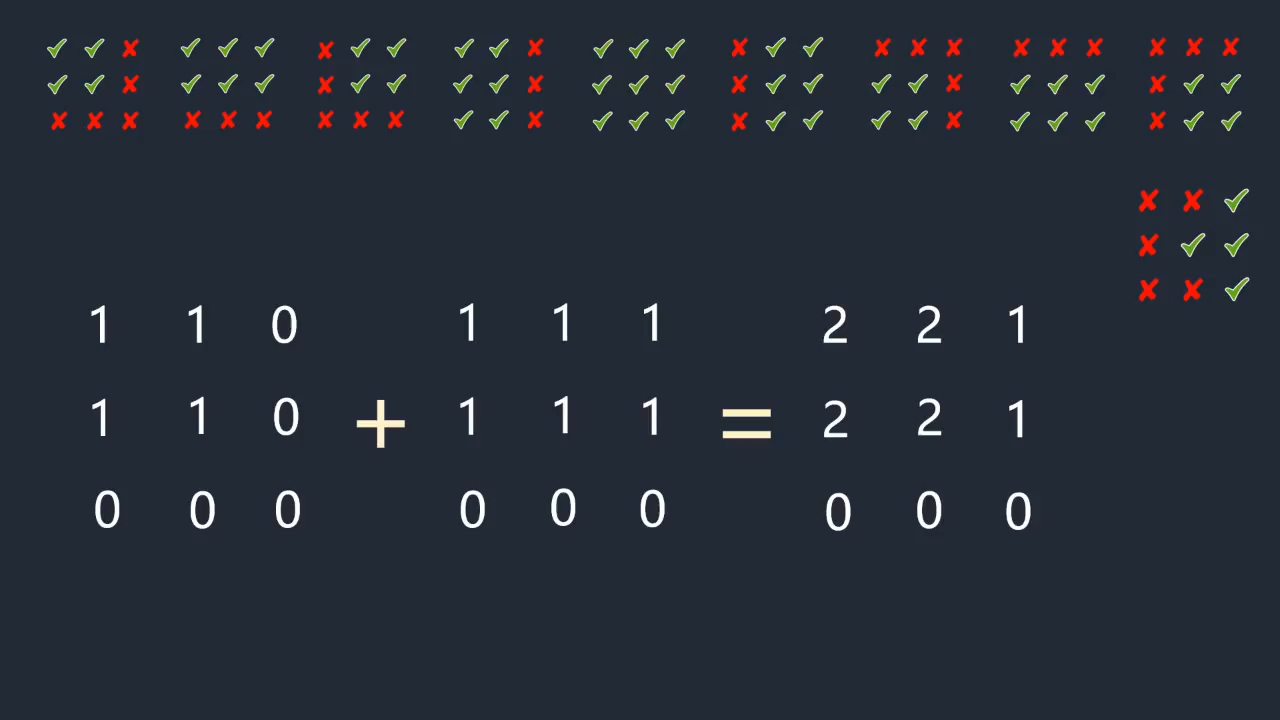 ✓ ✓ ✗ ✓ ✓ ✓ ✗ ✓ ✓ ✓ ✓ ✗ ✓ ✓ ✓ ✗ ✓ ✓ ✗ ✗ ✗ ✗ ✗ ✗ ✗ ✗ ✗
✓ ✓ ✗ ✓ ✓ ✓ ✗ ✓ ✓ ✓ ✓ ✗ ✓ ✓ ✓ ✗ ✓ ✓ ✓ ✓ ✗ ✓ ✓ ✓ ✗ ✓ ✓
✗ ✗ ✗ ✗ ✗ ✗ ✗ ✗ ✗ ✓ ✓ ✗ ✓ ✓ ✓ ✗ ✓ ✓ ✓ ✓ ✗ ✓ ✓ ✓ ✗ ✓ ✓
✗ ✗ ✓
✗ ✓ ✓
✗ ✗ ✓
1 1 0 1 1 1 2 2 1
1 1 0 + 1 1 1 = 2 2 1
0 0 0 0 0 0 0 0 0